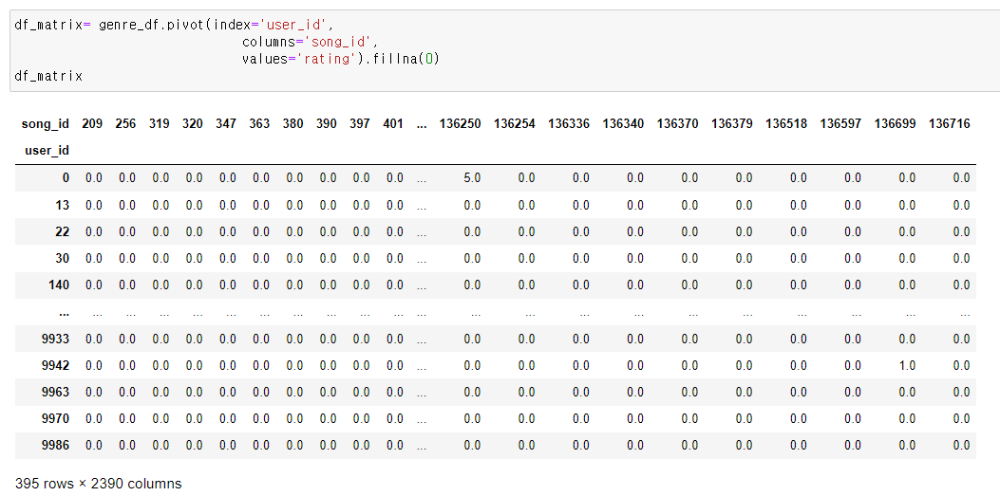 df_matrix= genre_df.pivot(index='user_id',
columns='song_id',
values='rating').fillna(0)
df_matrix
song_id 209 256 319 320 347 363 380 390 397 401 ... 136250 136254 136336 136340 136370 136379 136518 136597 136699 136716
user_id
0 0.0 0.0 0.0 0.0 0.0 0.0 0.0 0.0 0.0 0.0 ... 5.0 0.0 0.0 0.0 0.0 0.0 0.0 0.0 0.0 0.0
13 0.0 0.0 0.0 0.0 0.0 0.0 0.0 0.0 0.0 0.0 ... 0.0 0.0 0.0 0.0 0.0 0.0 0.0 0.0 0.0 0.0
22 0.0 0.0 0.0 0.0 0.0 0.0 0.0 0.0 0.0 0.0 ... 0.0 0.0 0.0 0.0 0.0 0.0 0.0 0.0 0.0 0.0
30 0.0 0.0 0.0 0.0 0.0 0.0 0.0 0.0 0.0 0.0 ... 0.0 0.0 0.0 0.0 0.0 0.0 0.0 0.0 0.0 0.0
140 0.0 0.0 0.0 0.0 0.0 0.0 0.0 0.0 0.0 0.0 ... 0.0 0.0 0.0 0.0 0.0 0.0 0.0 0.0 0.0 0.0
... ... ... ... ... ... ... ... ... ... ... ... ... ... ... ... ... ... ... ... ... ...
9933 0.0 0.0 0.0 0.0 0.0 0.0 0.0 0.0 0.0 0.0 ... 0.0 0.0 0.0 0.0 0.0 0.0 0.0 0.0 0.0 0.0
9942 0.0 0.0 0.0 0.0 0.0 0.0 0.0 0.0 0.0 0.0 ... 0.0 0.0 0.0 0.0 0.0 0.0 0.0 0.0 1.0 0.0
9963 0.0 0.0 0.0 0.0 0.0 0.0 0.0 0.0 0.0 0.0 ... 0.0 0.0 0.0 0.0 0.0 0.0 0.0 0.0 0.0 0.0
9970 0.0 0.0 0.0 0.0 0.0 0.0 0.0 0.0 0.0 0.0 ... 0.0 0.0 0.0 0.0 0.0 0.0 0.0 0.0 0.0 0.0
9986 0.0 0.0 0.0 0.0 0.0 0.0 0.0 0.0 0.0 0.0 ... 0.0 0.0 0.0 0.0 0.0 0.0 0.0 0.0 0.0 0.0
395 rows × 2390 columns